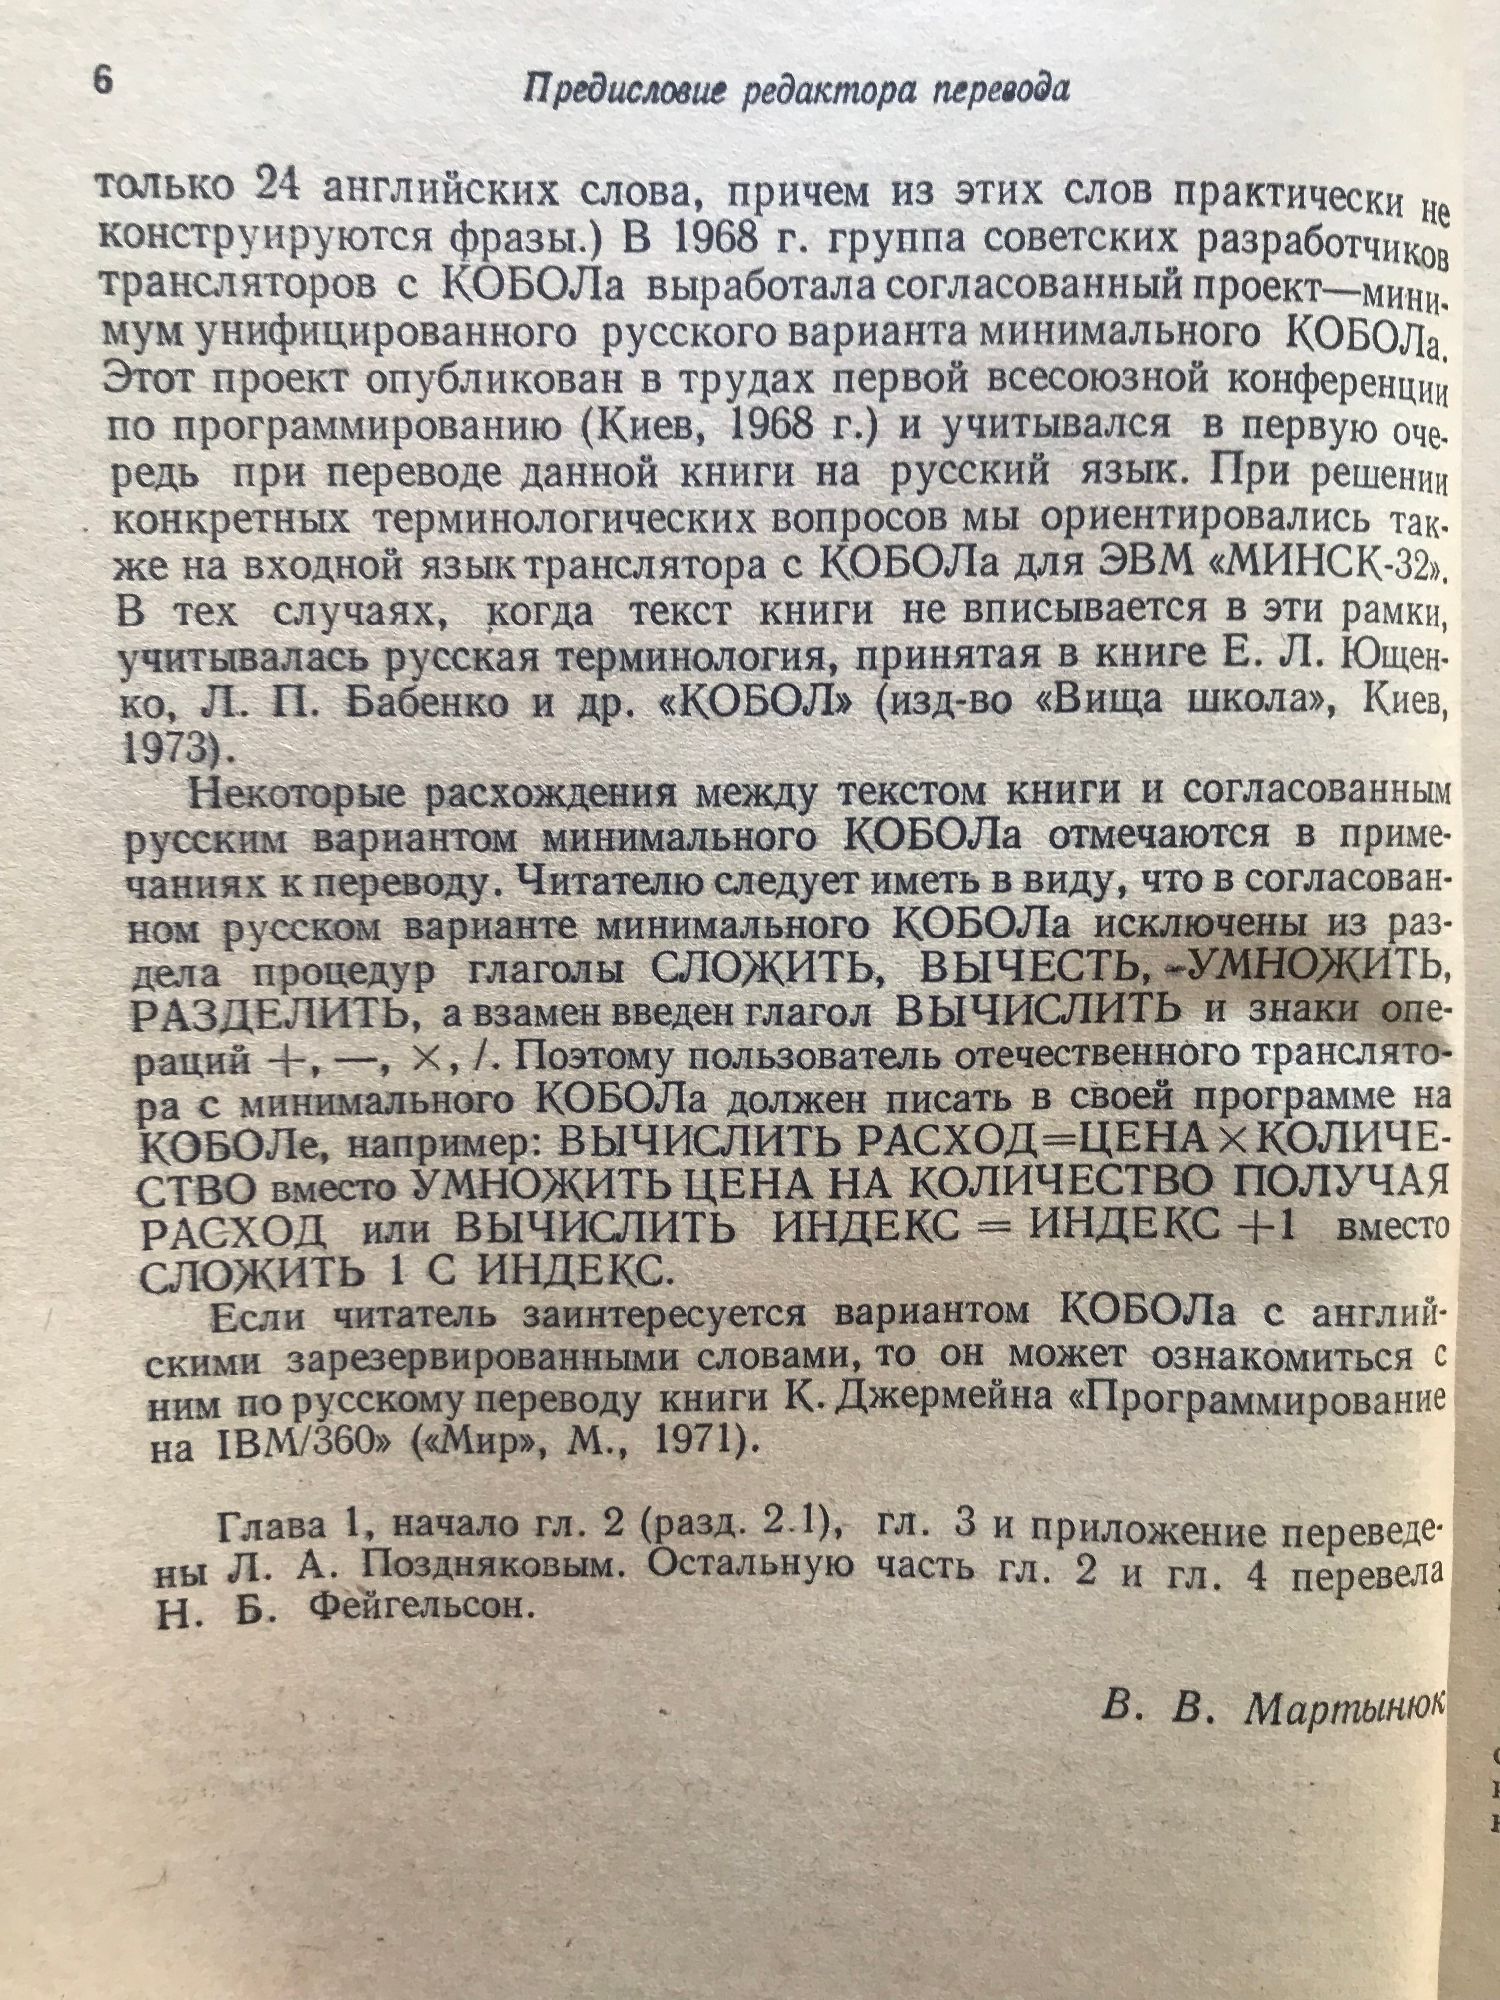 6
Предисловие редактора перевода
только 24 английских слова, причем из этих слов практически не
конструируются фразы.) В 1968 г. группа советских разработчиков
трансляторов с КОБОЛа выработала согласованный проект—мини-
мум унифицированного русского варианта минимального КОБОЛа.
Этот проект опубликован в трудах первой всесоюзной конференции
по программированию (Киев, 1968 г.) и учитывался в первую оче-
редь при переводе данной книги на русский язык. При решении
конкретных терминологических вопросов мы ориентировались так-
же на входной язык транслятора с КОБОЛа для ЭВМ «МИНСК-32».
В тех случаях, когда текст книги не вписывается в эти рамки,
учитывалась русская терминология, принятая в книге Е. Л. Ющен-
ко, Л. П. Бабенко и др. «КОБОЛ» (изд-во «Вища школа», Киев,
1973).
Некоторые расхождения между текстом книги и согласованным
русским вариантом минимального КОБОЛа отмечаются в приме-
чаниях к переводу. Читателю следует иметь в виду, что в согласован-
ном русском варианте минимального КОБОЛа исключены из раз-
дела процедур глаголы СЛОЖИТЬ, ВЫЧЕСТЬ, УМНОЖИТЬ,
РАЗДЕЛИТЬ, а взамен введен глагол ВЫЧИСЛИТЬ и знаки опе-
раций +, —, ×, /. Поэтому пользователь отечественного транслято-
ра с минимального КОБОЛа должен писать в своей программе на
КОБОЛе, например: ВЫЧИСЛИТЬ РАСХОД=ЦЕНА×КОЛИЧЕ-
СТВО вместо УМНОЖИТЬ ЦЕНА НА КОЛИЧЕСТВО ПОЛУЧАЯ
РАСХОД или ВЫЧИСЛИТЬ ИНДЕКС = ИНДЕКС +1 вместо
СЛОЖИТЬ 1 С ИНДЕКС.
Если читатель заинтересуется вариантом КОБОЛа с англий-
скими зарезервированными словами, то он может ознакомиться с
ним по русскому переводу книги К. Джермейна «Программирование
на IBM/360» («Мир», М., 1971).
Глава 1, начало гл. 2 (разд. 2.1), гл. 3 и приложение переведе-
ны Л. А. Поздняковым. Остальную часть гл. 2 и гл. 4 перевела
Н. Б. Фейгельсон.
В. В. Мартынюк